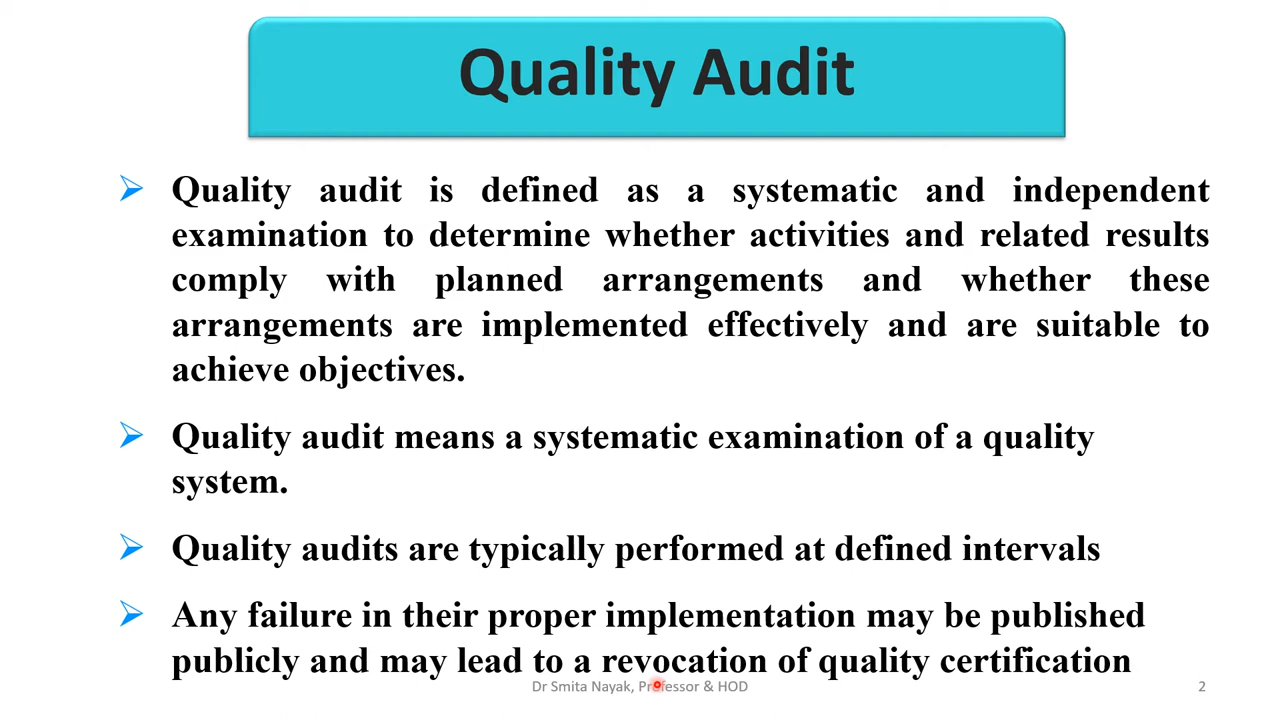 Quality Audit
Quality audit is defined as a systematic and independent
examination to determine whether activities and related results
comply with planned arrangements and whether these
arrangements are implemented effectively and are suitable to
achieve objectives.
Quality audit means a systematic examination of a quality
system.
Quality audits are typically performed at defined intervals
Any failure in their proper implementation may be published
publicly and may lead to a revocation of quality certification
Dr Smita Nayak, Professor & HOD
2